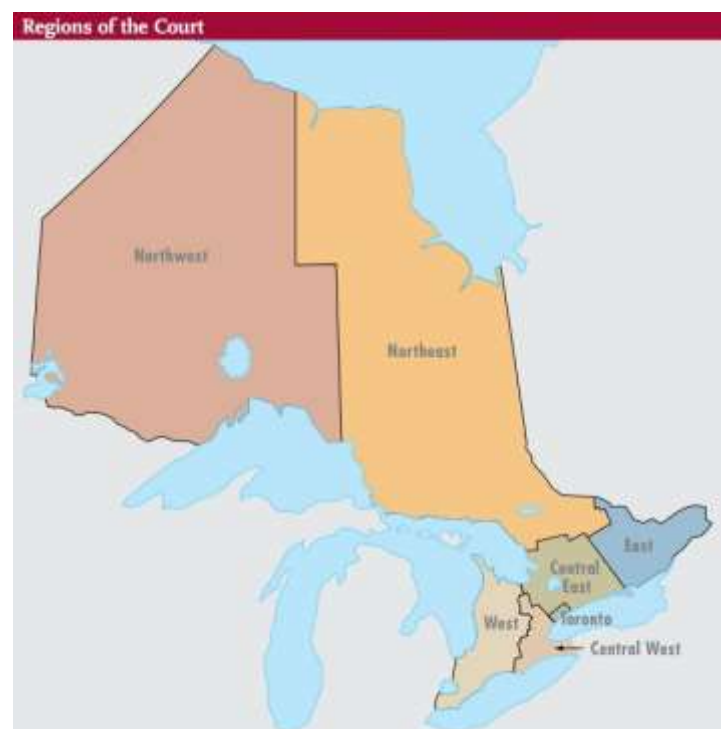 Regions of the Court
Northwest
Northeast
East
Central
East
Toronto
West
Central West